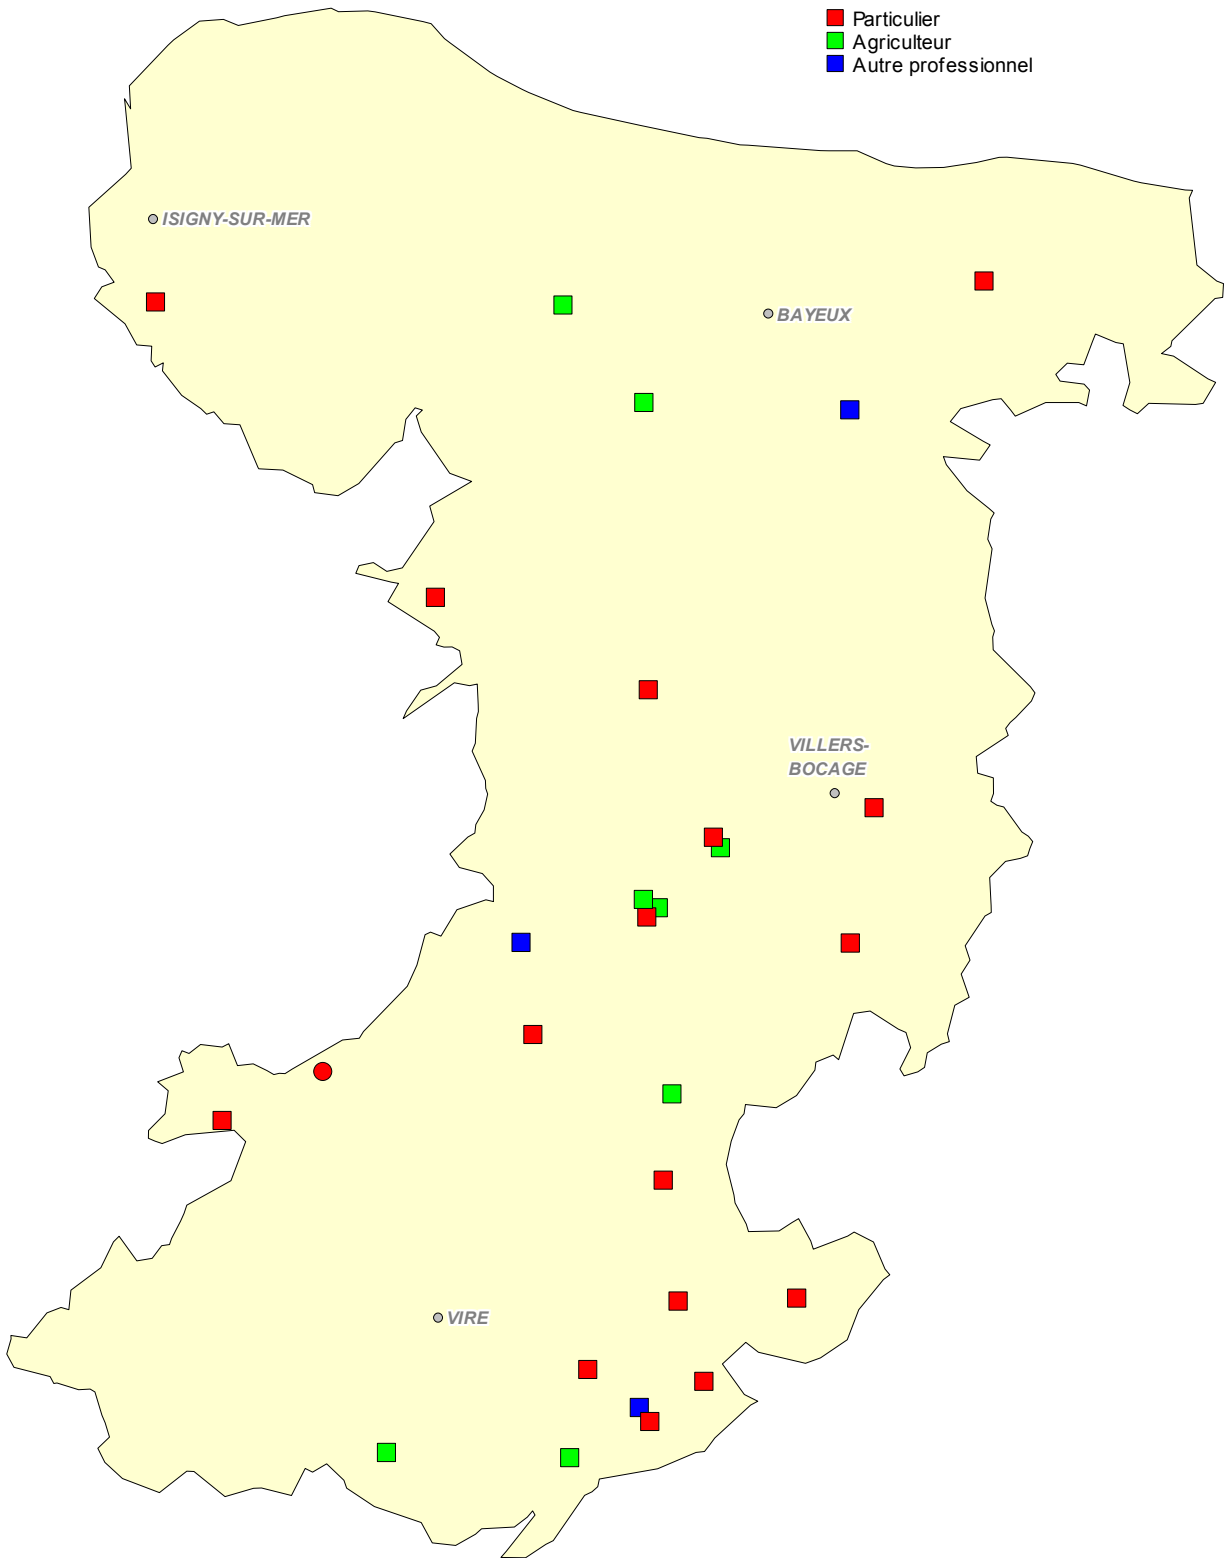 Particulier
Agriculteur
Autre professionnel
ISIGNY-SUR-MER
BAYEUX
VILLERS-
BOCAGE
VIRE